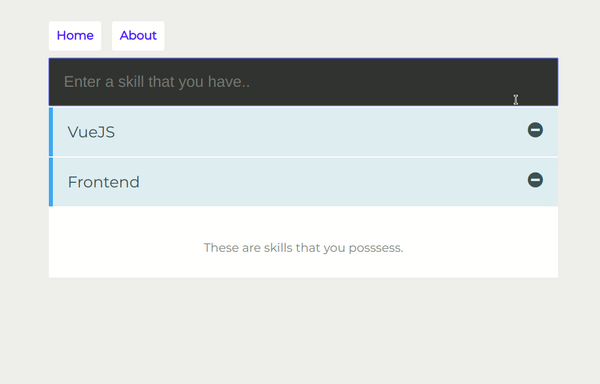 Home About
Enter a skill that you have..
VueJS
Frontend
These are skills that you posssess.